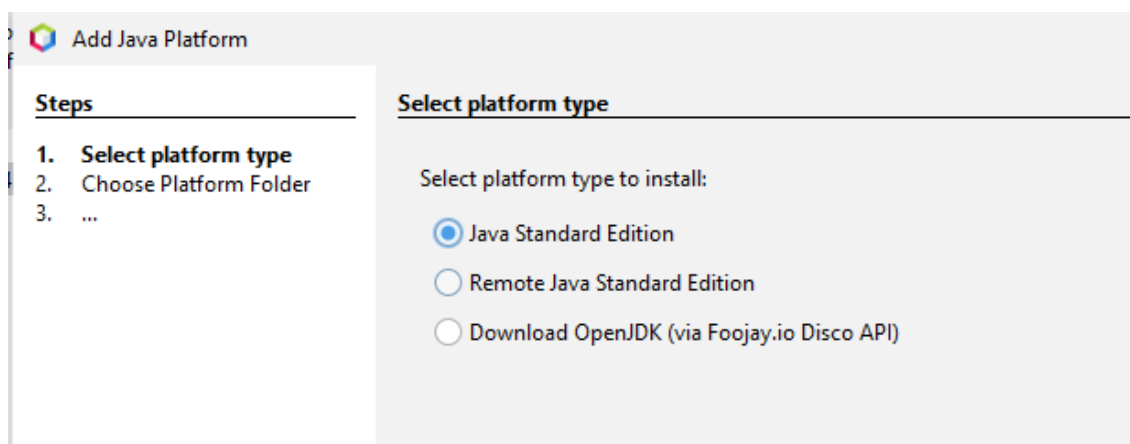 Add Java Platform
Steps
1. Select platform type
2. Choose Platform Folder
3. ...
Select platform type
Select platform type to install:
Java Standard Edition
Remote Java Standard Edition
Download OpenJDK (via Foojay.io Disco API)